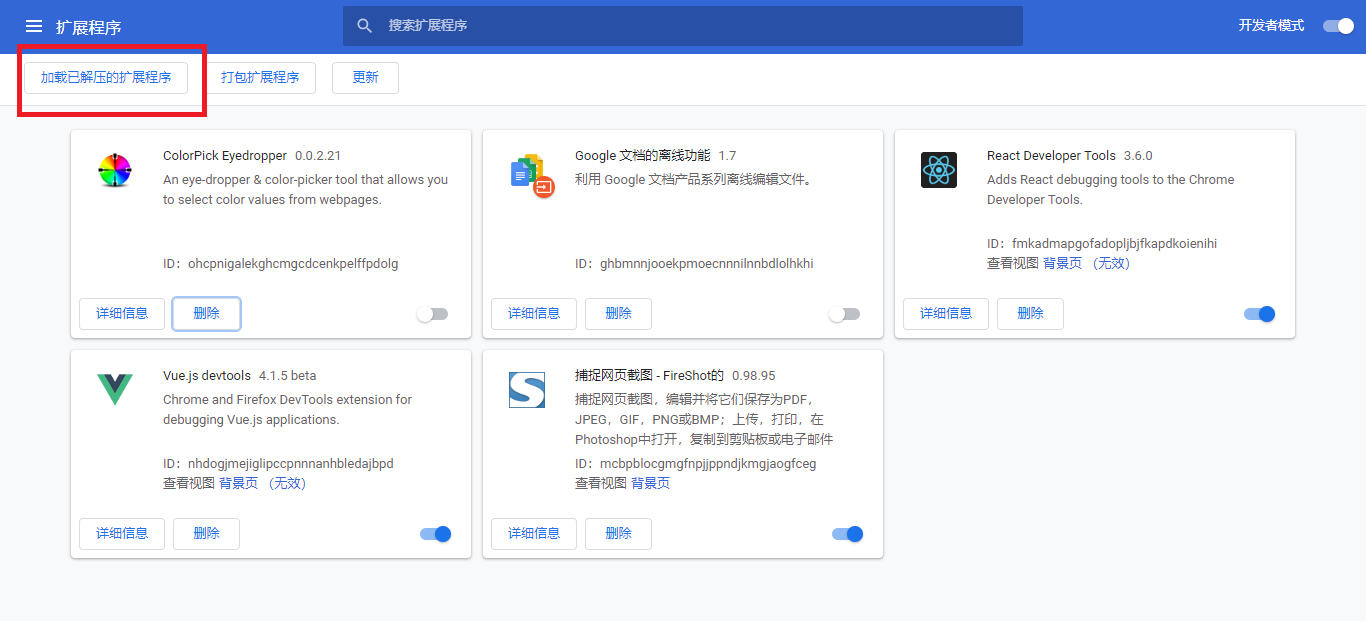 扩展程序
搜索扩展程序
开发者模式
加载已解压的扩展程序
打包扩展程序
更新
ColorPick Eyedropper 0.0.2.21
An eye-dropper & color-picker tool that allows you
to select color values from webpages.
ID：ohcpnigalekghcmgcdcenkpelffpdolg
详细信息
删除
Google 文档的离线功能 1.7
利用 Google 文档产品系列离线编辑文件。
ID：ghbmnnjooekpmoecnnnilnnbdlolhkhi
详细信息
删除
React Developer Tools 3.6.0
Adds React debugging tools to the Chrome
Developer Tools.
ID：fmkadmapgofadopljbjfkapdkoienihi
查看视图 背景页 （无效）
详细信息
删除
Vue.js devtools 4.1.5 beta
Chrome and Firefox DevTools extension for
debugging Vue.js applications.
ID：nhdogjmejiglipccpnnnanhbledajbpd
查看视图 背景页 （无效）
详细信息
删除
捕捉网页截图 - FireShot的 0.98.95
捕捉网页截图，编辑并将它们保存为PDF，
JPEG，GIF，PNG或BMP；上传，打印，在
Photoshop中打开，复制到剪贴板或电子邮件
ID：mcbpblocgmgfnpjjppndjkmgjaogfceg
查看视图 背景页
详细信息
删除